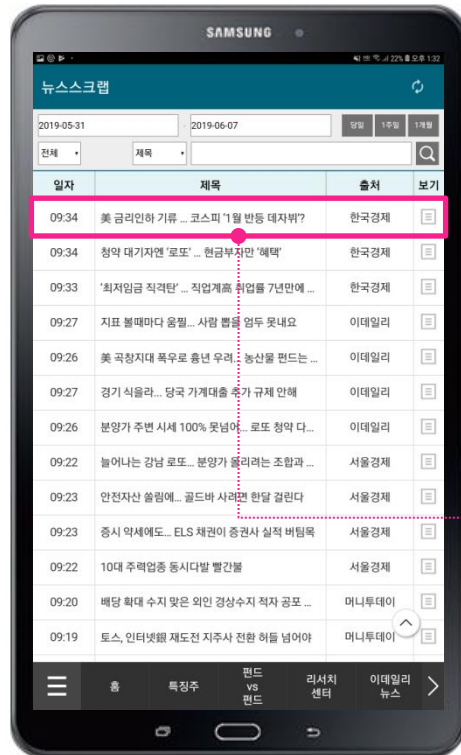 SAMSUNG
22% 오후 1:32
뉴스스크랩
2019-05-31 - 2019-06-07 당일 1주일 1개월
전체 제목
일자 제목 출처 보기
09:34 美 금리인하 기류 ... 코스피 '1월 반등 데자뷔'? 한국경제
09:34 청약 대기자엔 '로또' ... 현금부자만 '혜택' 한국경제
09:33 '최저임금 직격탄' ... 직업계高 취업률 7년만에 ... 한국경제
09:27 지표 볼때마다 움찔... 사람 뽑을 엄두 못내요 이데일리
09:26 美 곡창지대 폭우로 흉년 우려... 농산물 펀드는 ... 이데일리
09:27 경기 식을라... 당국 가계대출 추가 규제 안해 이데일리
09:26 분양가 주변 시세 100% 못넘어... 로또 청약 다... 이데일리
09:22 늘어나는 강남 로또... 분양가 올리려는 조합과 ... 서울경제
09:23 안전자산 쏠림에... 골드바 사려면 한달 걸린다 서울경제
09:23 증시 약세에도... ELS 채권이 증권사 실적 버팀목 서울경제
09:22 10대 주력업종 동시다발 빨간불 서울경제
09:20 배당 확대 수지 맞은 외인 경상수지 적자 공포 ... 머니투데이
09:19 토스, 인터넷銀 재도전 지주사 전환 허들 넘어야 머니투데이
홈 특징주 펀드 vs 펀드 리서치 센터 이데일리 뉴스